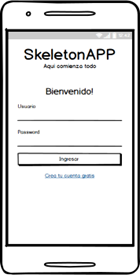 SkeletonAPP
Aqui comienza todo
Bienvenido!
Usuario
Password
Ingresar
Crea tu cuenta gratis